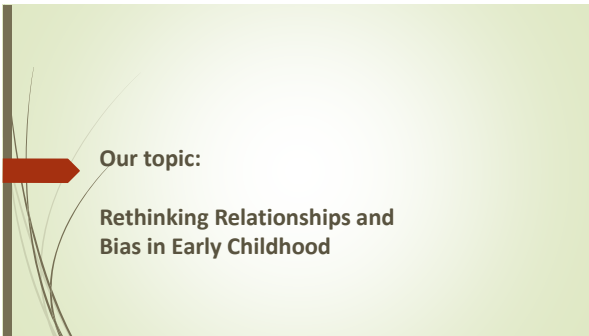 Our topic:
Rethinking Relationships and
Bias in Early Childhood